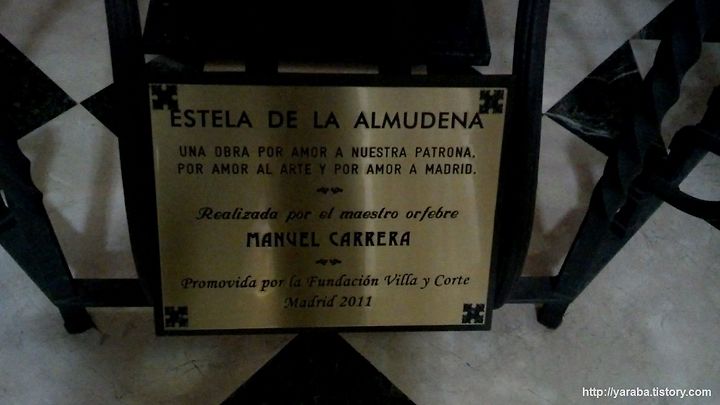 ESTELA DE LA ALMUDENA
UNA OBRA POR AMOR A NUESTRA PATRONA,
POR AMOR AL ARTE Y POR AMOR A MADRID.
Realizada por el maestro orfebre
MANUEL CARRERA
Promovida por la Fundación Villa y Corte
Madrid 2011
http://yaraba.tistory.com